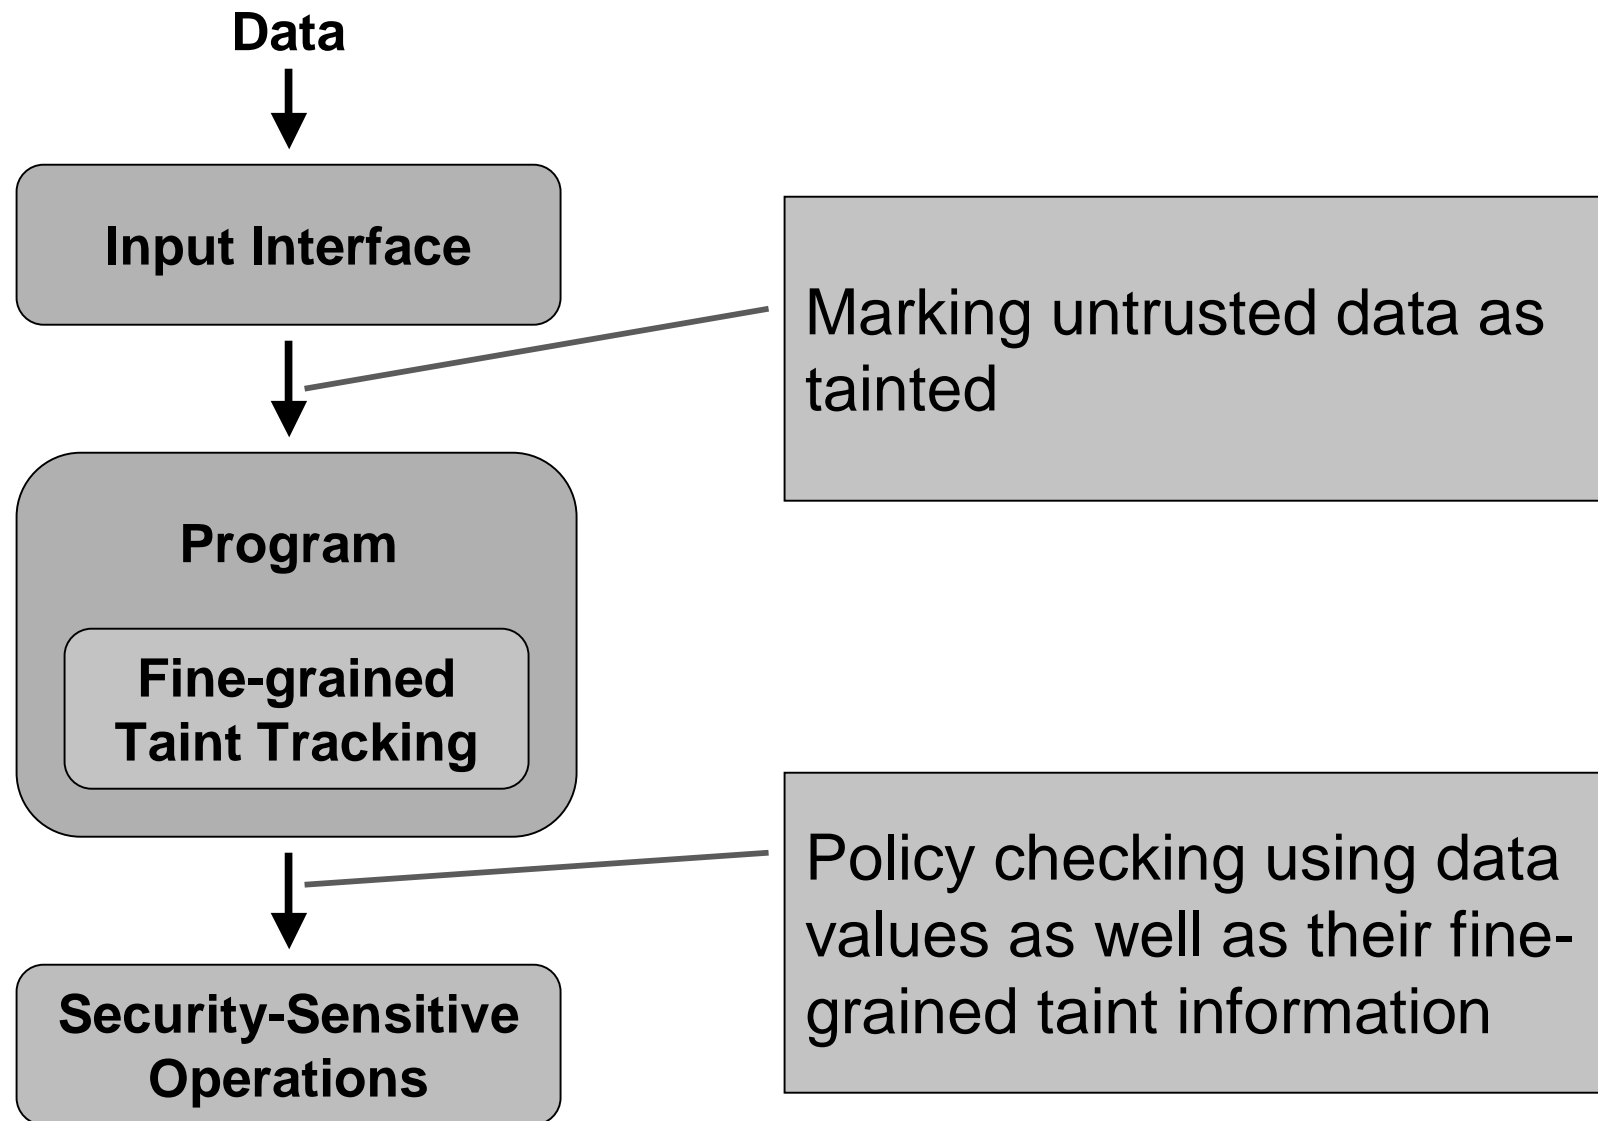 Data
Input Interface
Marking untrusted data as
tainted
Program
Fine-grained
Taint Tracking
Policy checking using data
values as well as their fine-
grained taint information
Security-Sensitive
Operations